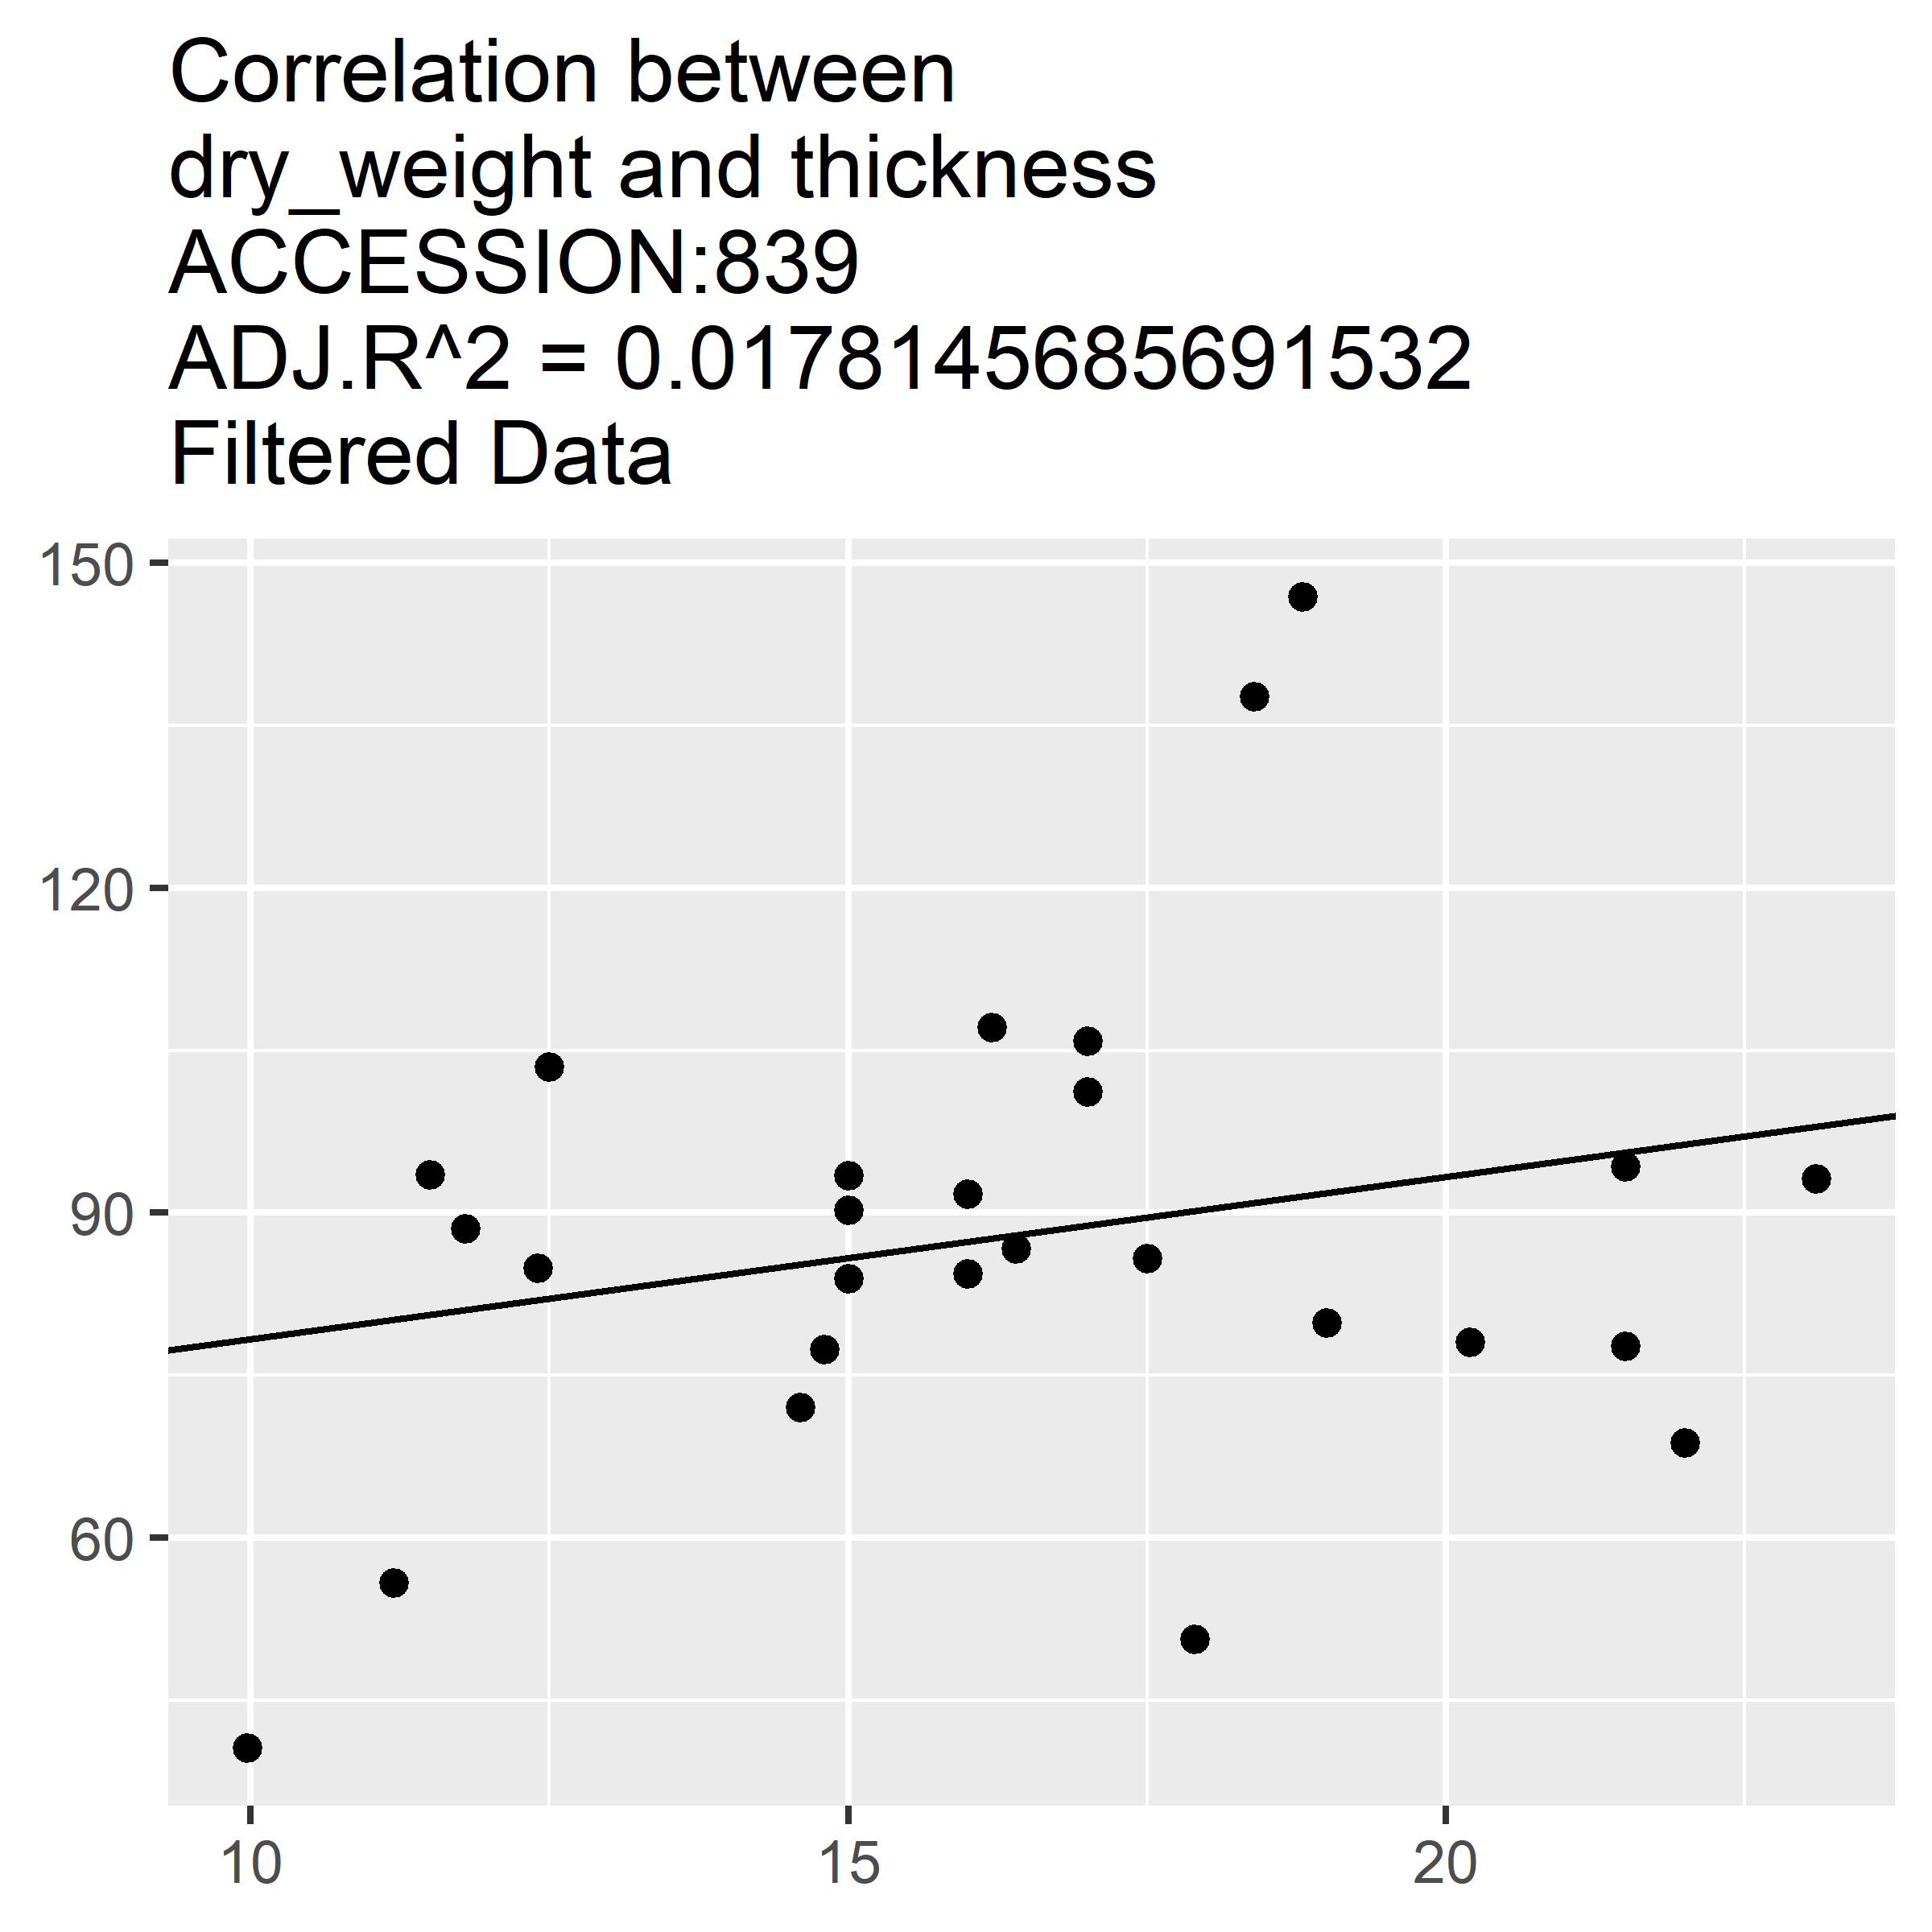 Correlation between
dry_weight and thickness
ACCESSION:839
ADJ.R^2 = 0.0178145685691532
Filtered Data
150
120
90
60
10 15 20